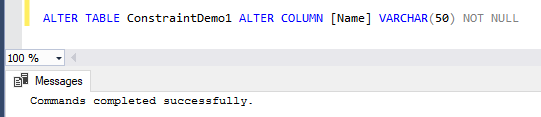 ALTER TABLE ConstraintDemo1 ALTER COLUMN [Name] VARCHAR(50) NOT NULL
100 %
Messages
Commands completed successfully.